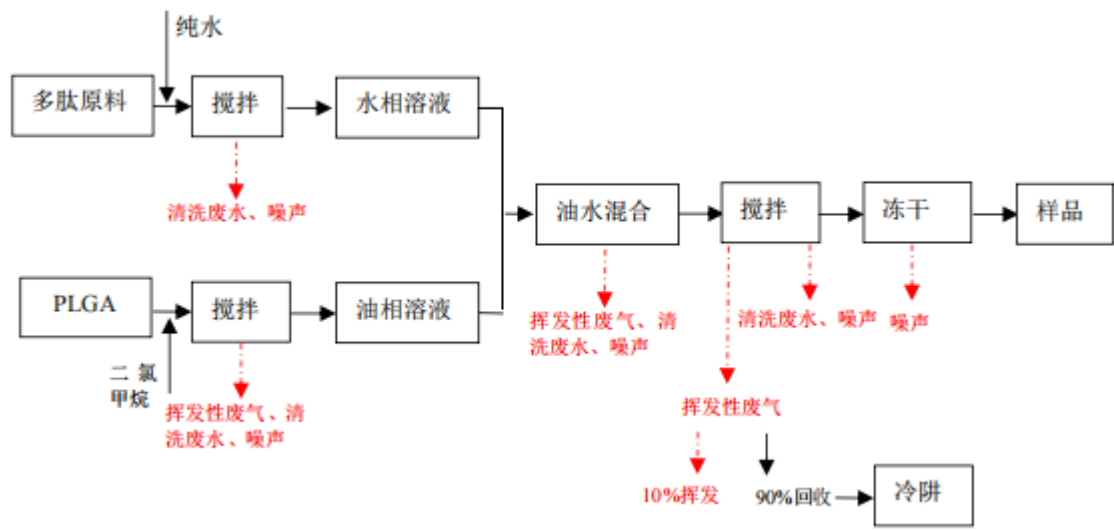 纯水
多肽原料
搅拌
水相溶液
清洗废水、噪声
油水混合
搅拌
冻干
样品
PLGA
搅拌
油相溶液
挥发性废气、清
洗废水、噪声
清洗废水、噪声
噪声
二 氯
甲烷
挥发性废气、清
洗废水、噪声
挥发性废气
10%挥发
90%回收
冷阱